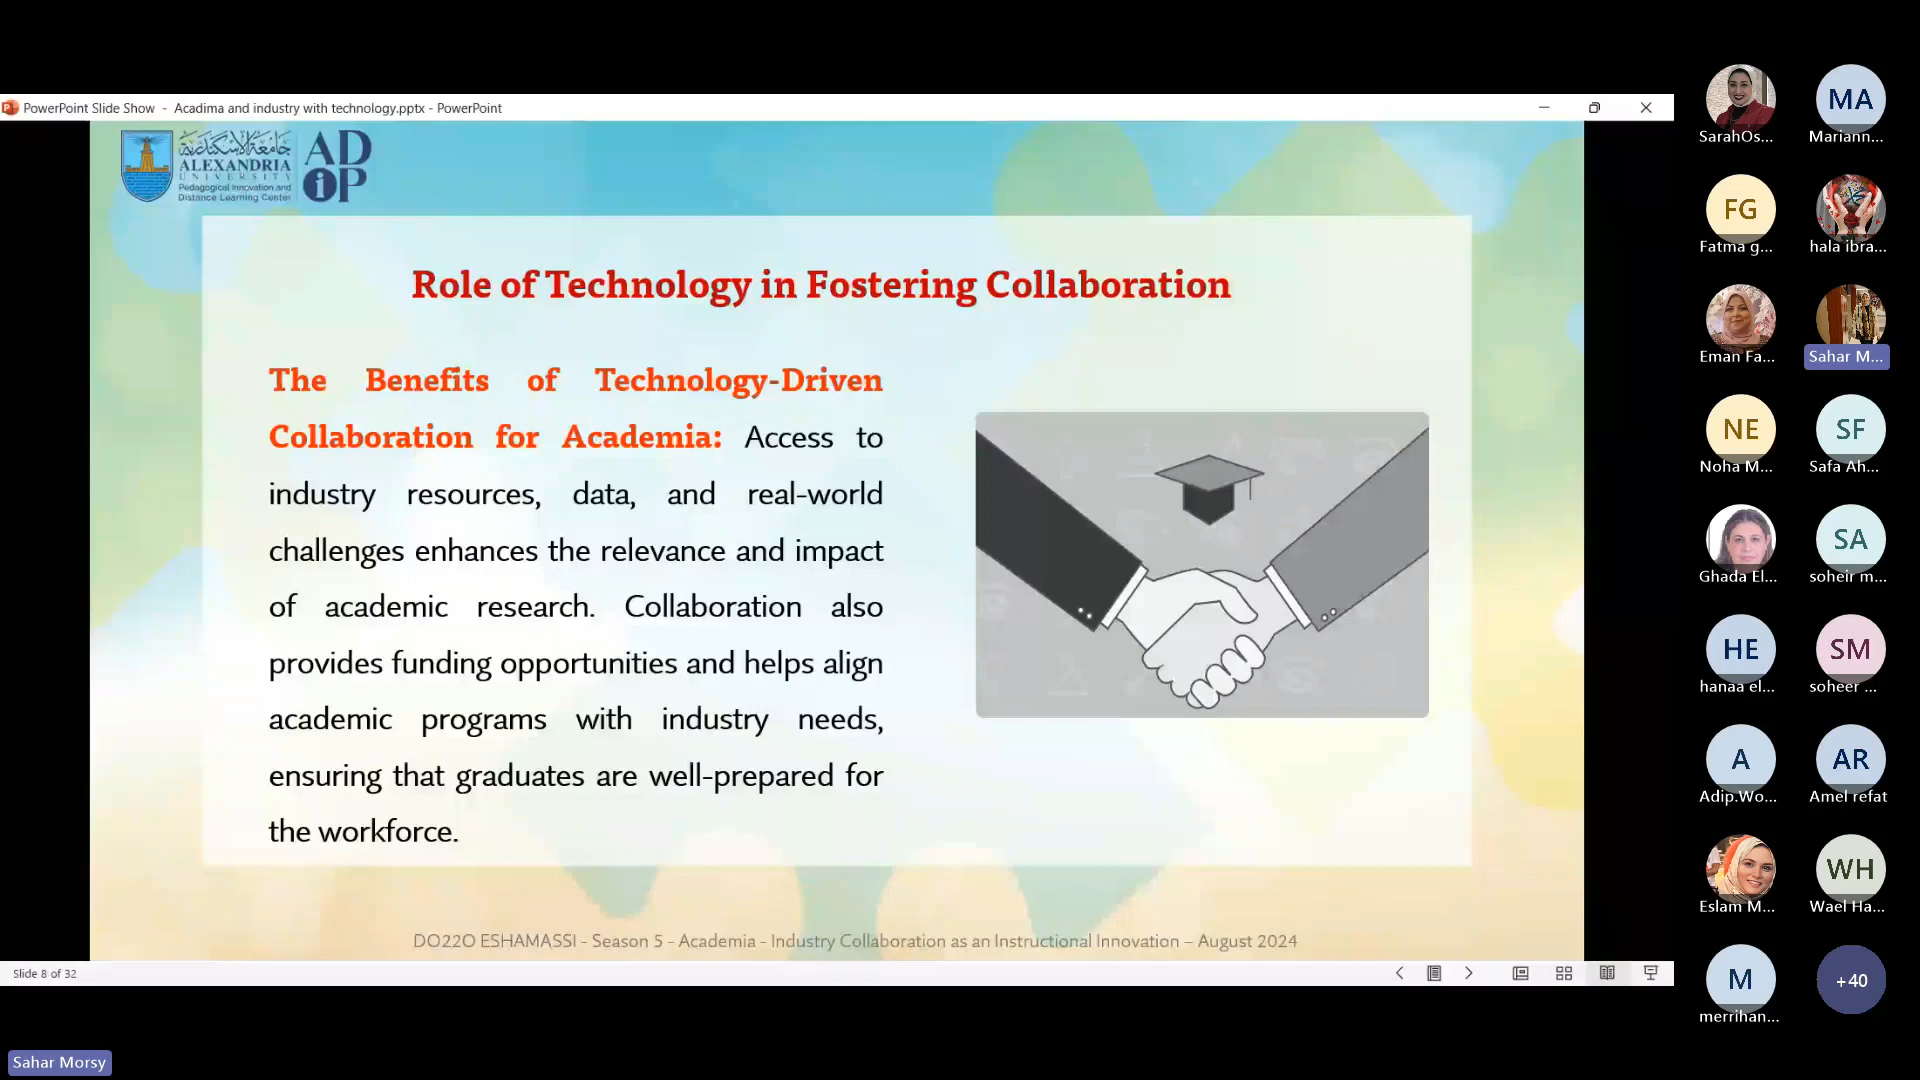 PowerPoint Slide Show - Acadima and industry with technology.pptx - PowerPoint
جامعة الإسكندرية
ALEXANDRIA
UNIVERSITY
Pedagogical Innovation and
Distance Learning Center
AD
iP
Role of Technology in Fostering Collaboration
The Benefits of Technology-Driven
Collaboration for Academia: Access to
industry resources, data, and real-world
challenges enhances the relevance and impact
of academic research. Collaboration also
provides funding opportunities and helps align
academic programs with industry needs,
ensuring that graduates are well-prepared for
the workforce.
DO22O ESHAMASSI - Season 5 - Academia - Industry Collaboration as an Instructional Innovation – August 2024
Slide 8 of 32
Sahar Morsy
SarahOs...
MA
Mariann...
FG
Fatma g...
hala ibra...
Eman Fa...
Sahar M...
NE
Noha M...
SF
Safa Ah...
Ghada El...
SA
soheir m...
HE
hanaa el...
SM
soheer ...
A
Adip.Wo...
AR
Amel refat
Eslam M...
WH
Wael Ha...
M
merrihan...
+40